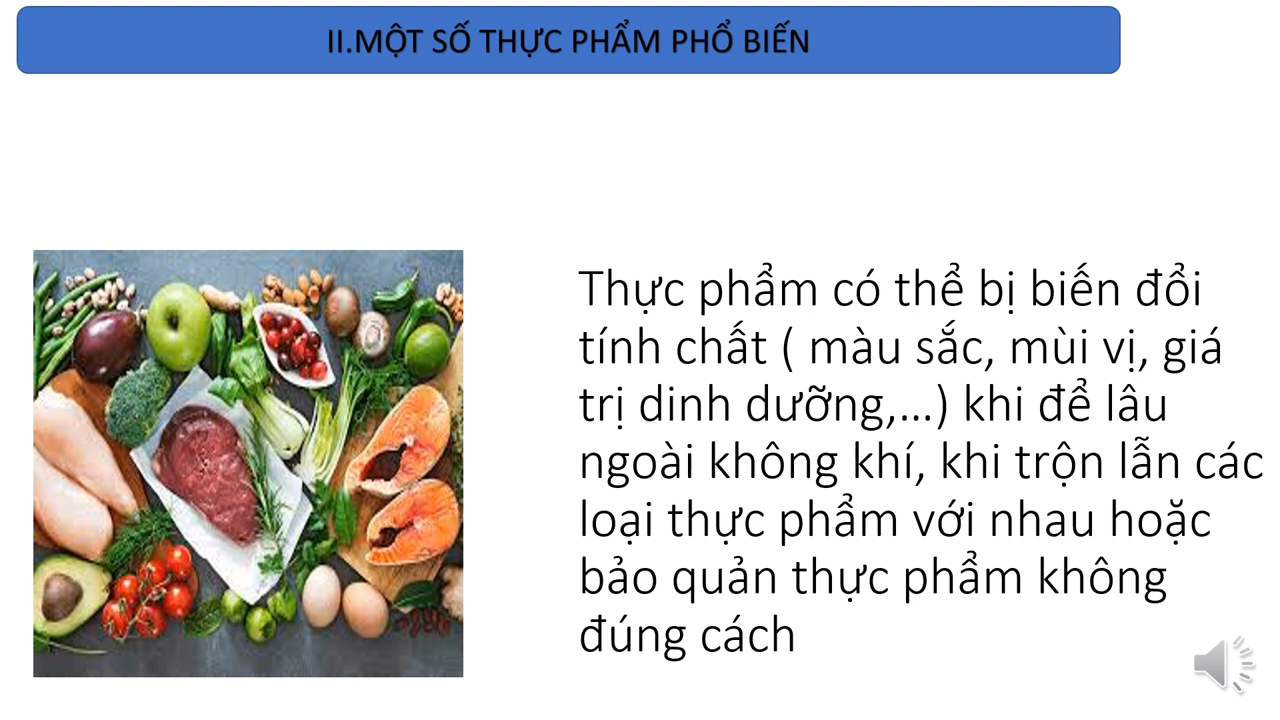 II.MỘT SỐ THỰC PHẨM PHỔ BIẾN
Thực phẩm có thể bị biến đổi
tính chất ( màu sắc, mùi vị, giá
trị dinh dưỡng,...) khi để lâu
ngoài không khí, khi trộn lẫn các
loại thực phẩm với nhau hoặc
bảo quản thực phẩm không
đúng cách